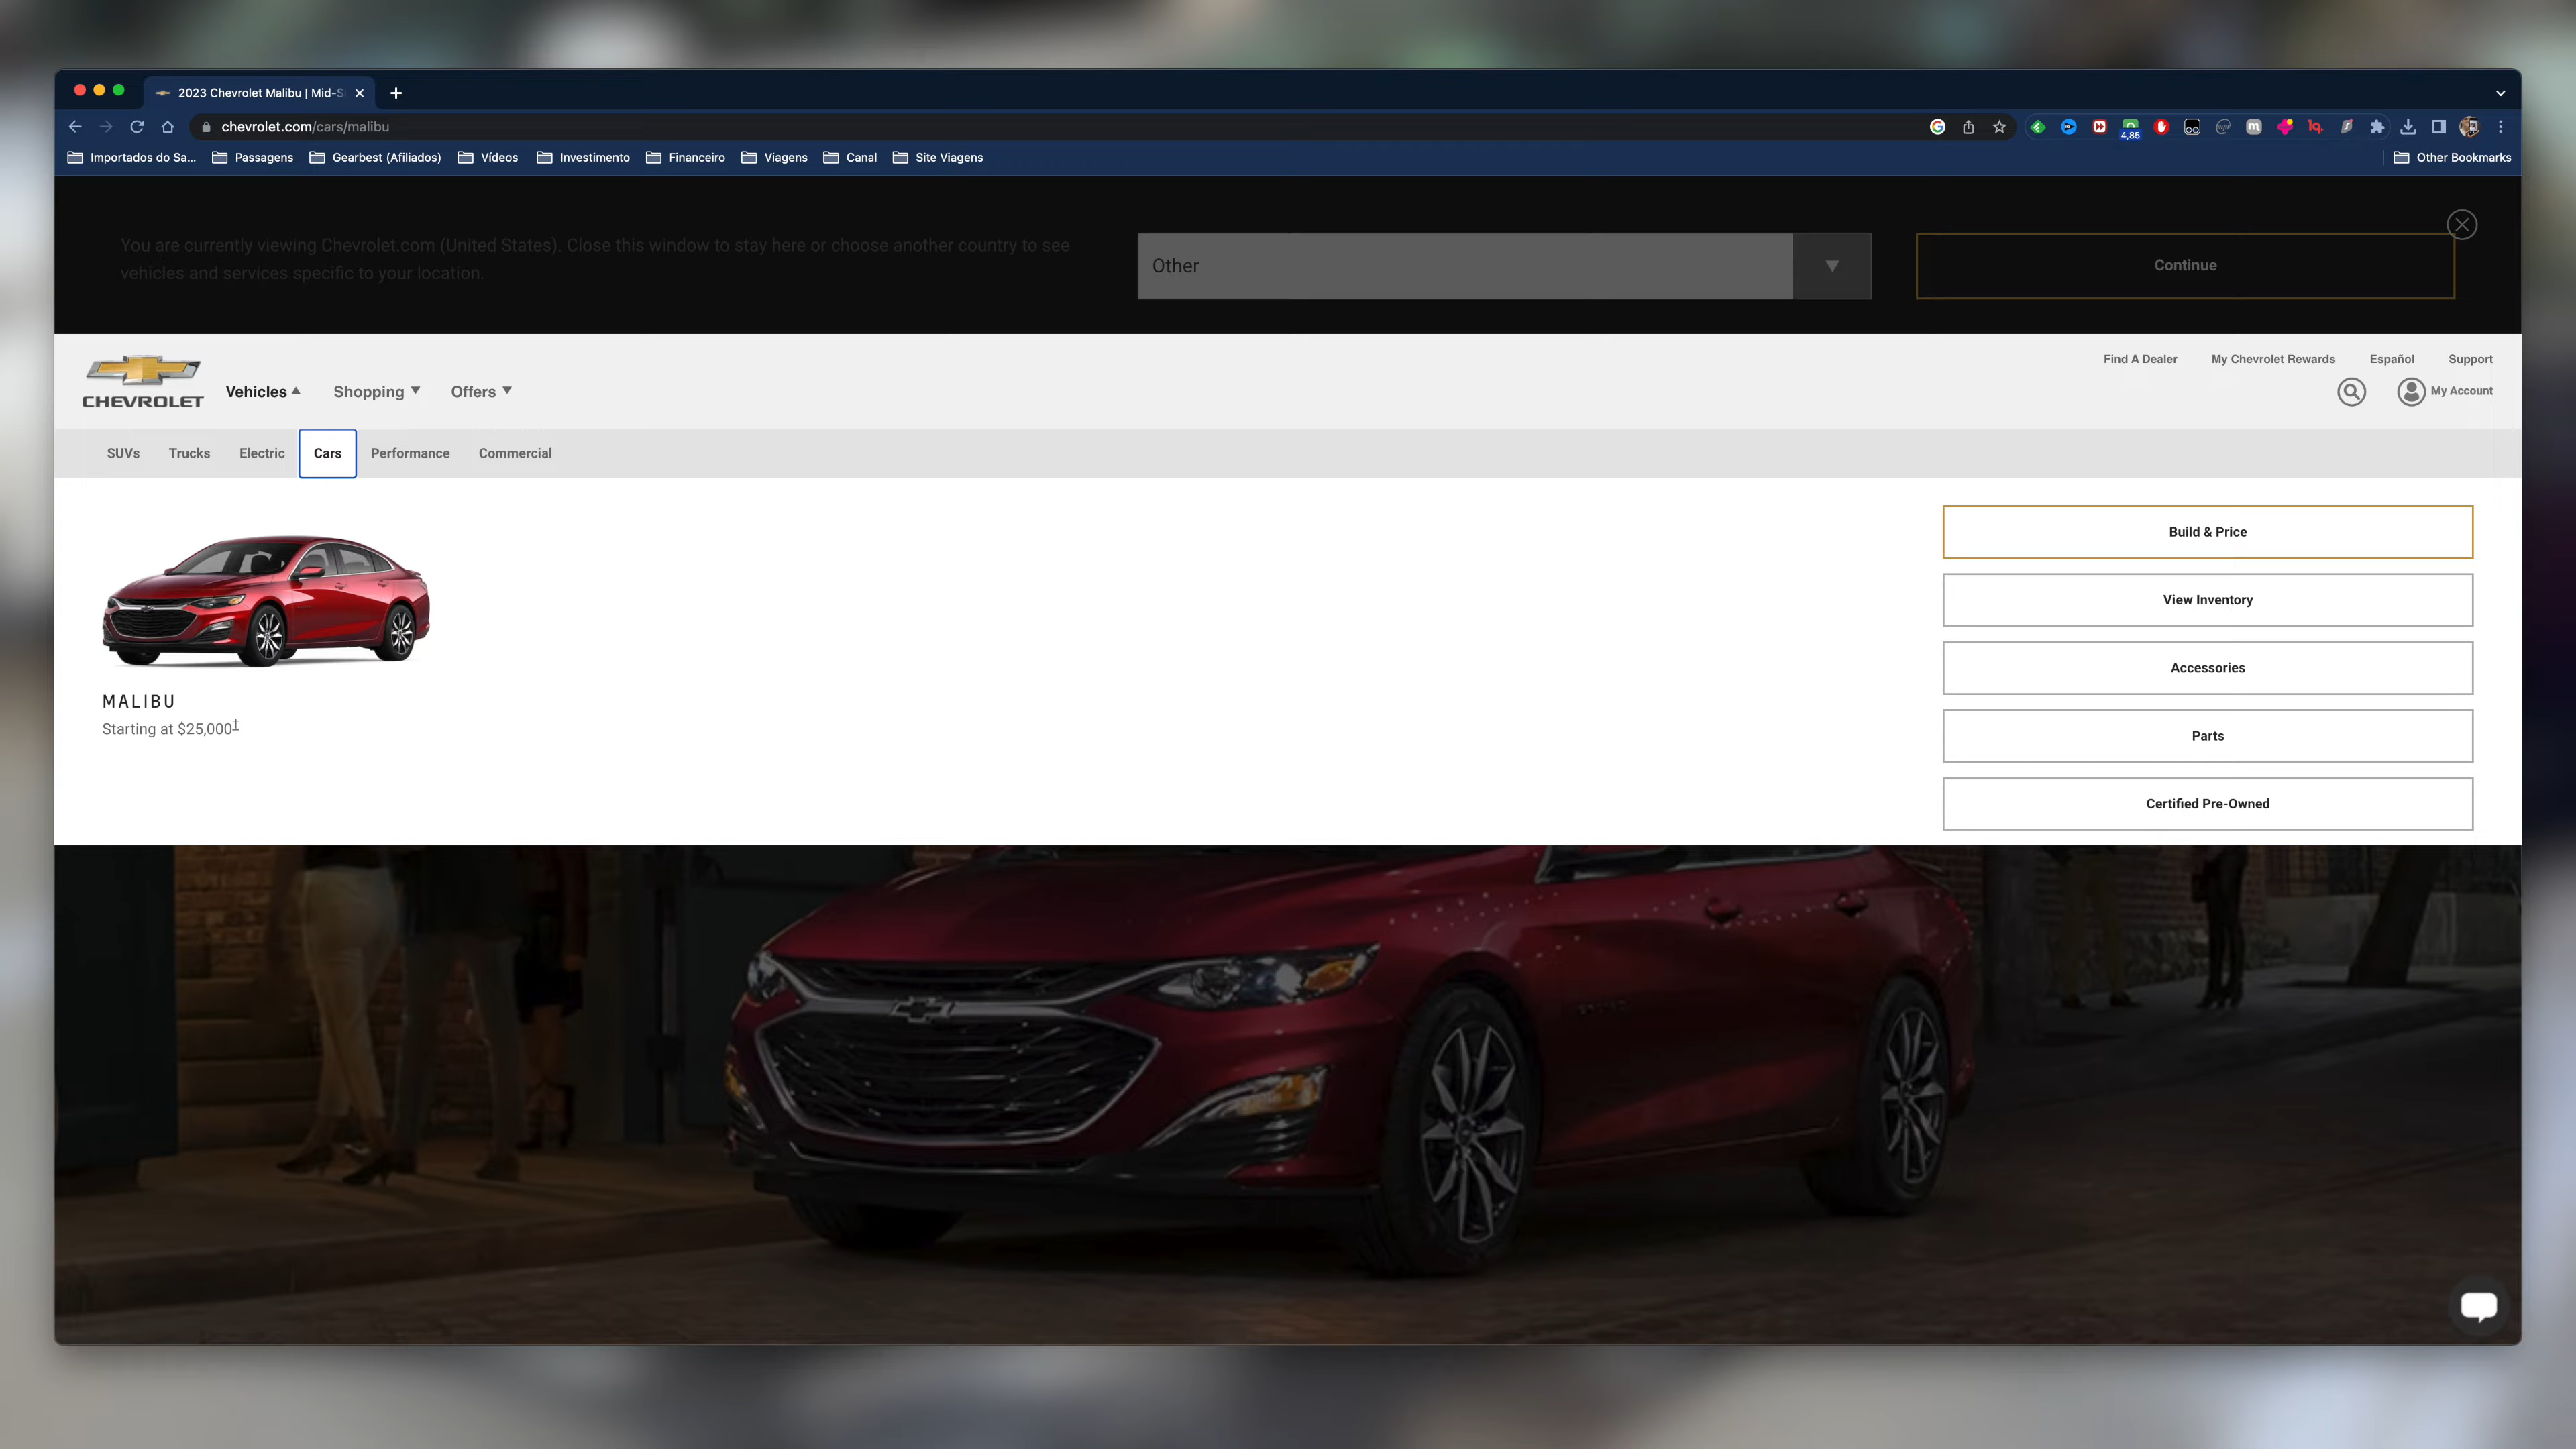 2023 Chevrolet Malibu | Mid-S
chevrolet.com/cars/malibu
4,85
Importados do Sa... Passagens Gearbest (Afiliados) Vídeos Investimento Financeiro Viagens Canal Site Viagens Other Bookmarks
You are currently viewing Chevrolet.com (United States). Close this window to stay here or choose another country to see
vehicles and services specific to your location.
Other
Continue
Find A Dealer My Chevrolet Rewards Español Support
CHEVROLET
Vehicles Shopping Offers
My Account
SUVs Trucks Electric Cars Performance Commercial
MALIBU
Starting at $25,000†
Build & Price
View Inventory
Accessories
Parts
Certified Pre-Owned